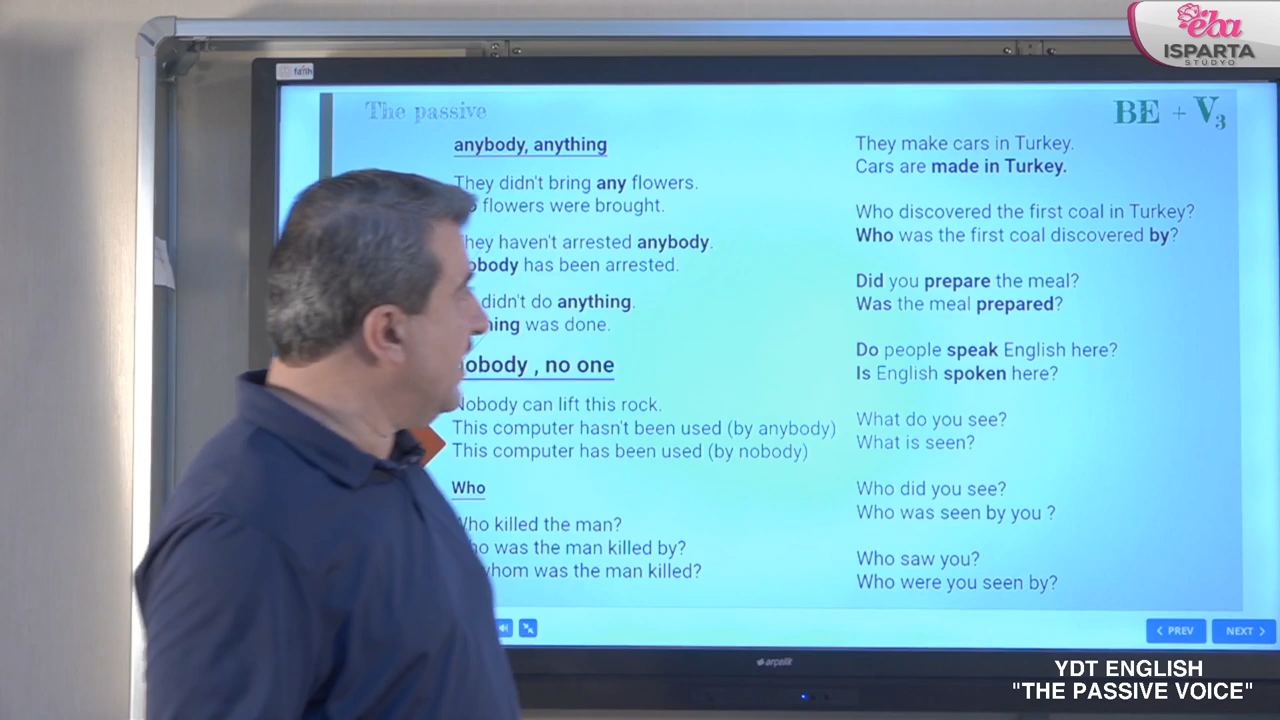 eba
ISPARTA
STÜDYO
fatih
The passive
BE + V3
anybody, anything
They didn't bring any flowers.
flowers were brought.
They haven't arrested anybody.
Nobody has been arrested.
didn't do anything.
was done.
nobody , no one
Nobody can lift this rock.
This computer hasn't been used (by anybody)
This computer has been used (by nobody)
Who
Who killed the man?
Who was the man killed by?
whom was the man killed?
They make cars in Turkey.
Cars are made in Turkey.
Who discovered the first coal in Turkey?
Who was the first coal discovered by?
Did you prepare the meal?
Was the meal prepared?
Do people speak English here?
Is English spoken here?
What do you see?
What is seen?
Who did you see?
Who was seen by you ?
Who saw you?
Who were you seen by?
PREV
NEXT
arçelik
YDT ENGLISH
"THE PASSIVE VOICE"